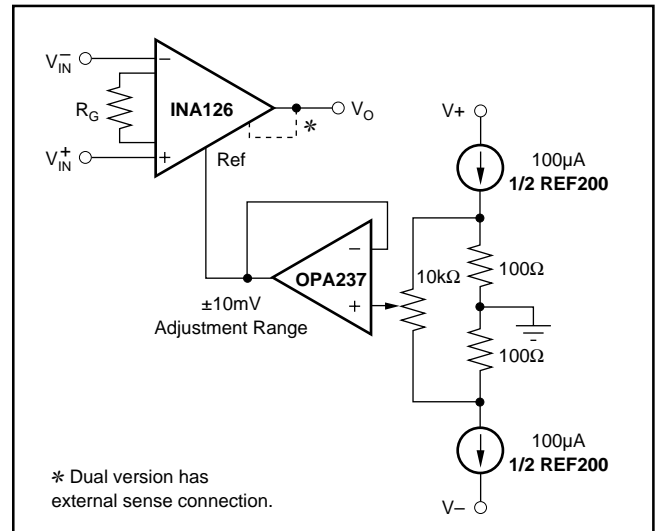 V−IN
−
INA126
RG
VO
*
V+IN
+
Ref
V+
100µA
1/2 REF200
−
OPA237
+
10kΩ
100Ω
100Ω
±10mV
Adjustment Range
100µA
1/2 REF200
V−
* Dual version has
external sense connection.